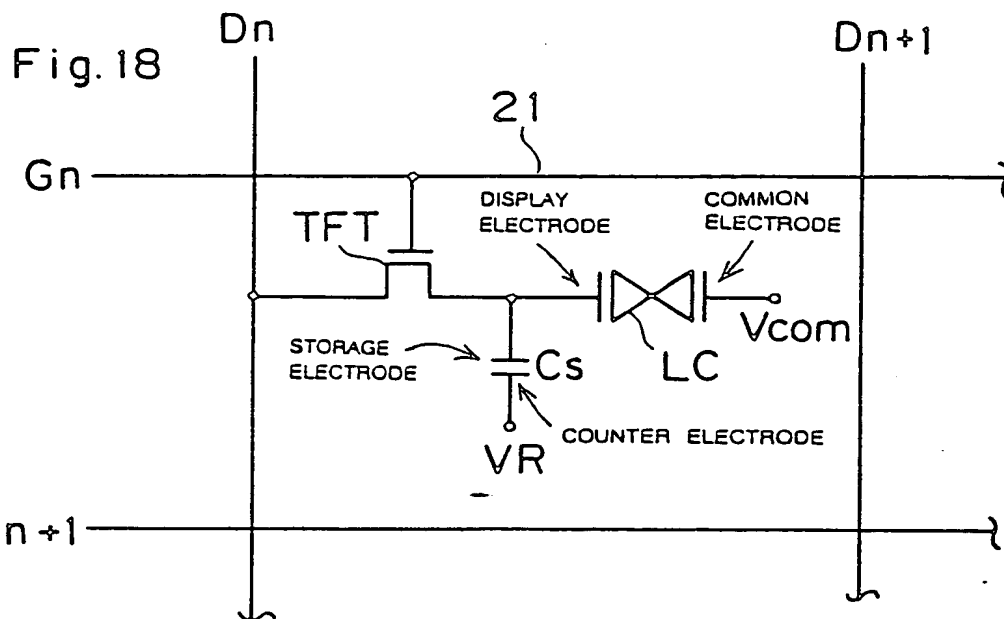 Fig. 18
Dn
Dn+1
21
Gn
DISPLAY
ELECTRODE
COMMON
ELECTRODE
TFT
Vcom
STORAGE
ELECTRODE
Cs
LC
COUNTER ELECTRODE
VR
n+1